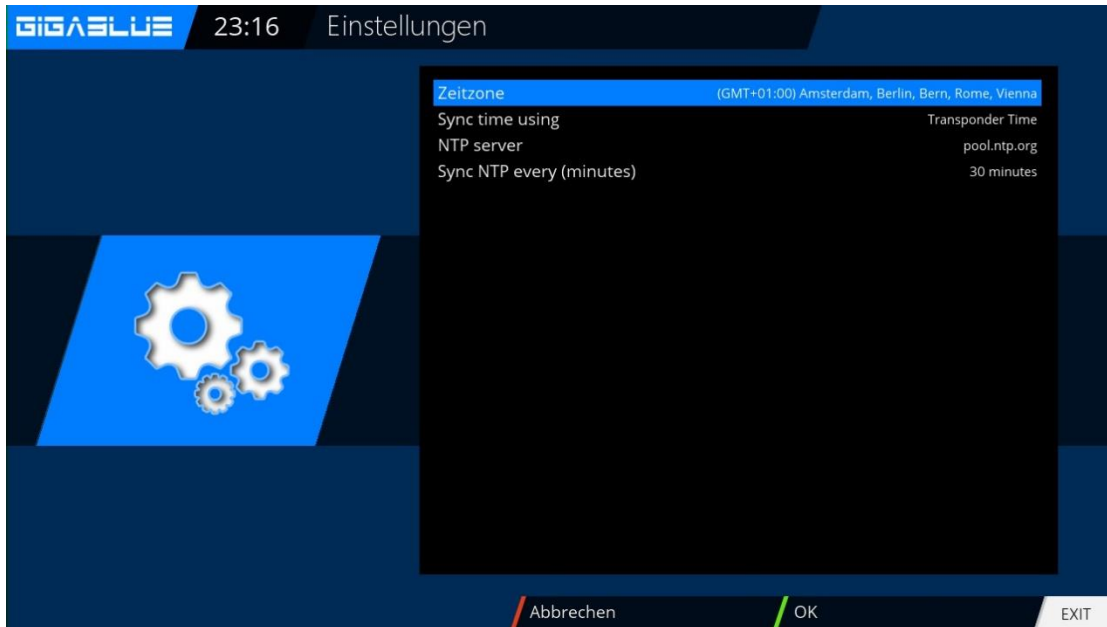 GIGABLUE 23:16 Einstellungen
Zeitzone (GMT+01:00) Amsterdam, Berlin, Bern, Rome, Vienna
Sync time using Transponder Time
NTP server pool.ntp.org
Sync NTP every (minutes) 30 minutes
Abbrechen OK EXIT